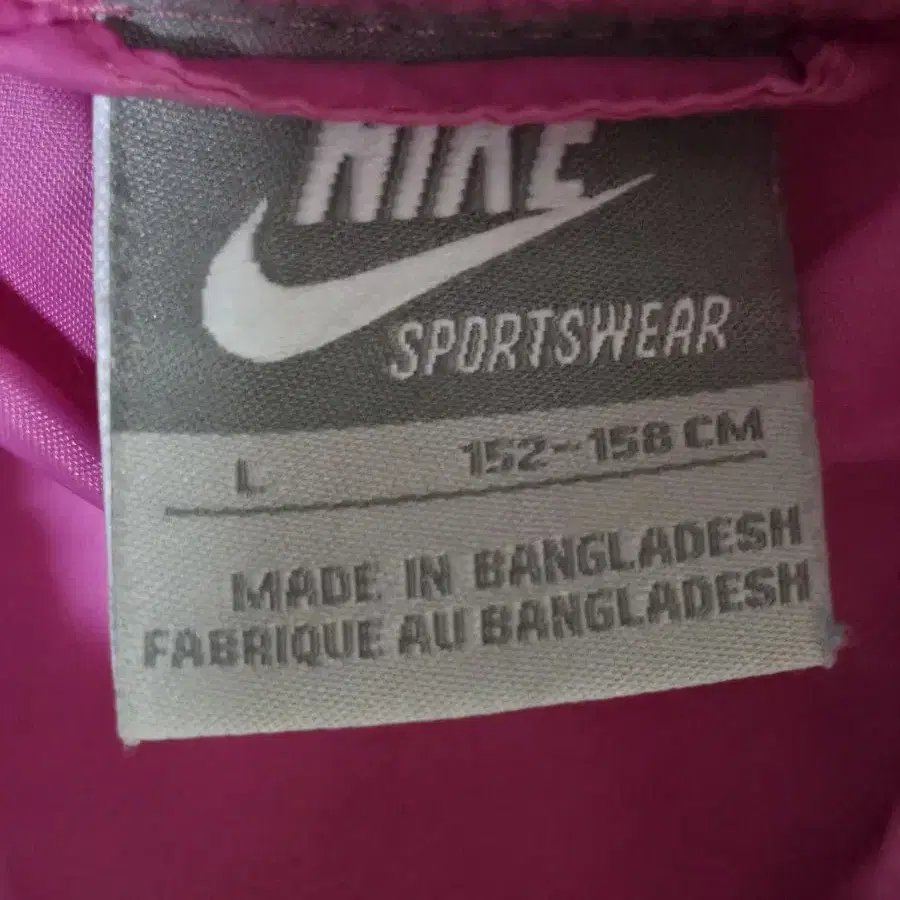 NIKE
SPORTSWEAR
L 152-158 CM
MADE IN BANGLADESH
FABRIQUE AU BANGLADESH